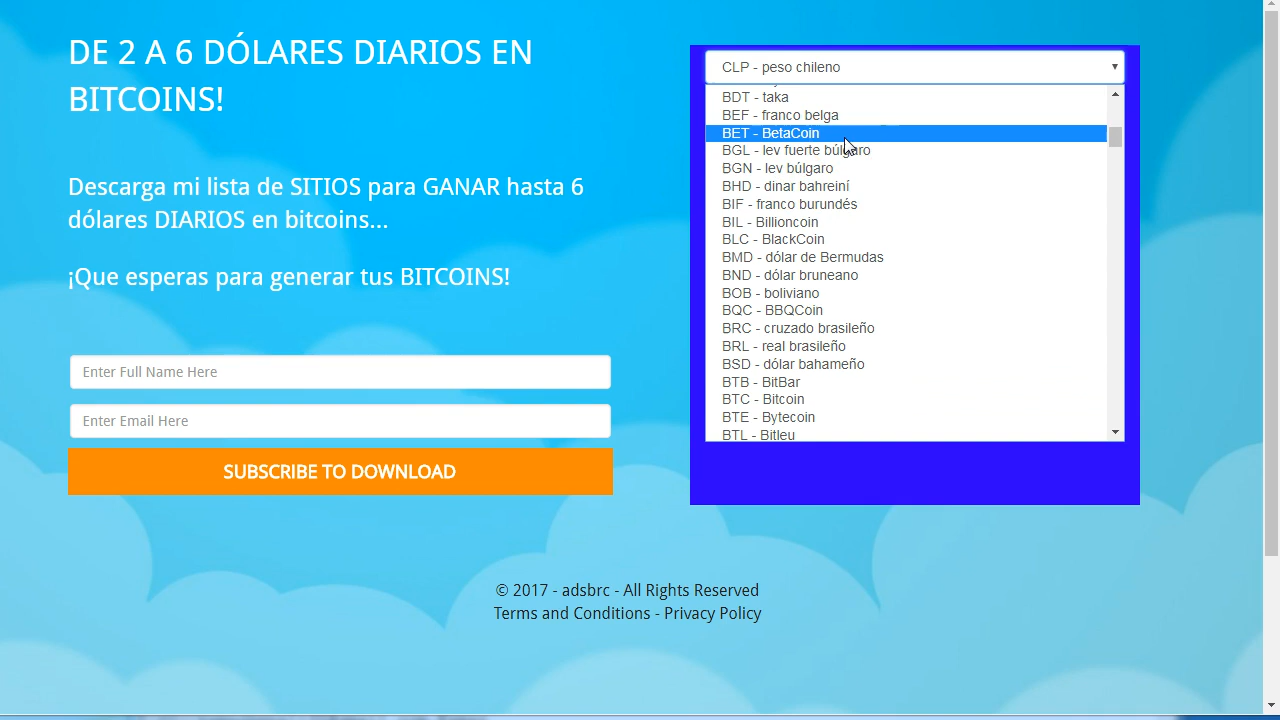 DE 2 A 6 DÓLARES DIARIOS EN
BITCOINS!
Descarga mi lista de SITIOS para GANAR hasta 6
dólares DIARIOS en bitcoins...
¡Que esperas para generar tus BITCOINS!
Enter Full Name Here
Enter Email Here
SUBSCRIBE TO DOWNLOAD
CLP - peso chileno
BDT - taka
BEF - franco belga
BET - BetaCoin
BGL - lev fuerte búlgaro
BGN - lev búlgaro
BHD - dinar bahreiní
BIF - franco burundés
BIL - Billioncoin
BLC - BlackCoin
BMD - dólar de Bermudas
BND - dólar bruneano
BOB - boliviano
BQC - BBQCoin
BRC - cruzado brasileño
BRL - real brasileño
BSD - dólar bahameño
BTB - BitBar
BTC - Bitcoin
BTE - Bytecoin
BTL - Bitleu
© 2017 - adsbrc - All Rights Reserved
Terms and Conditions - Privacy Policy